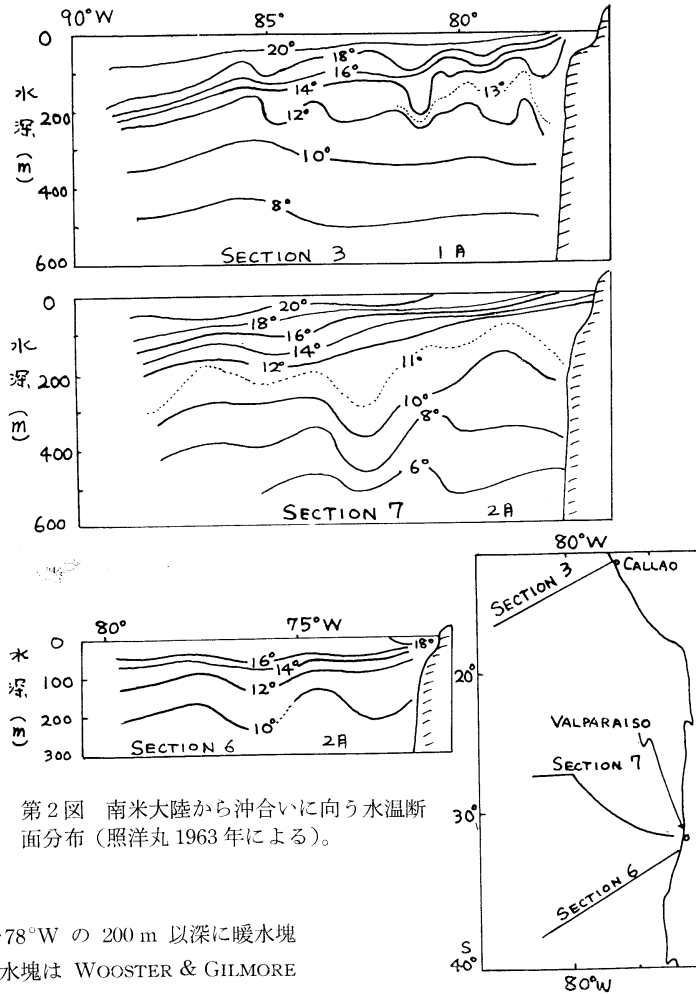 90°W 85° 80°
0
200
400
600
水深(m)
20°
18°
16°
14°
13°
12°
10°
8°
SECTION 3 1月
0
200
400
600
水深(m)
20°
18°
16°
14°
12°
11°
10°
8°
6°
SECTION 7 2月
80° 75°W
0
100
200
300
水深(m)
18°
16°
14°
12°
10°
SECTION 6 2月
80°W
CALLAO
SECTION 3
20°
VALPARAISO
SECTION 7
30°
SECTION 6
S
40°
80°W
第2図 南米大陸から沖合いに向う水温断
面分布(照洋丸1963年による)。
78°W の 200 m 以深に暖水塊
水塊は WOOSTER & GILMORE